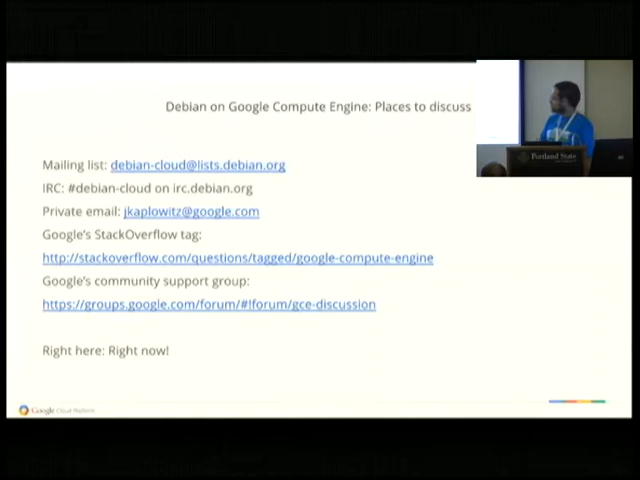 Debian on Google Compute Engine: Places to discuss
Mailing list: debian-cloud@lists.debian.org
IRC: #debian-cloud on irc.debian.org
Private email: jkaplowitz@google.com
Google's StackOverflow tag:
http://stackoverflow.com/questions/tagged/google-compute-engine
Google's community support group:
https://groups.google.com/forum/#!forum/gce-discussion
Right here: Right now!
Google Cloud Platform
Portland State